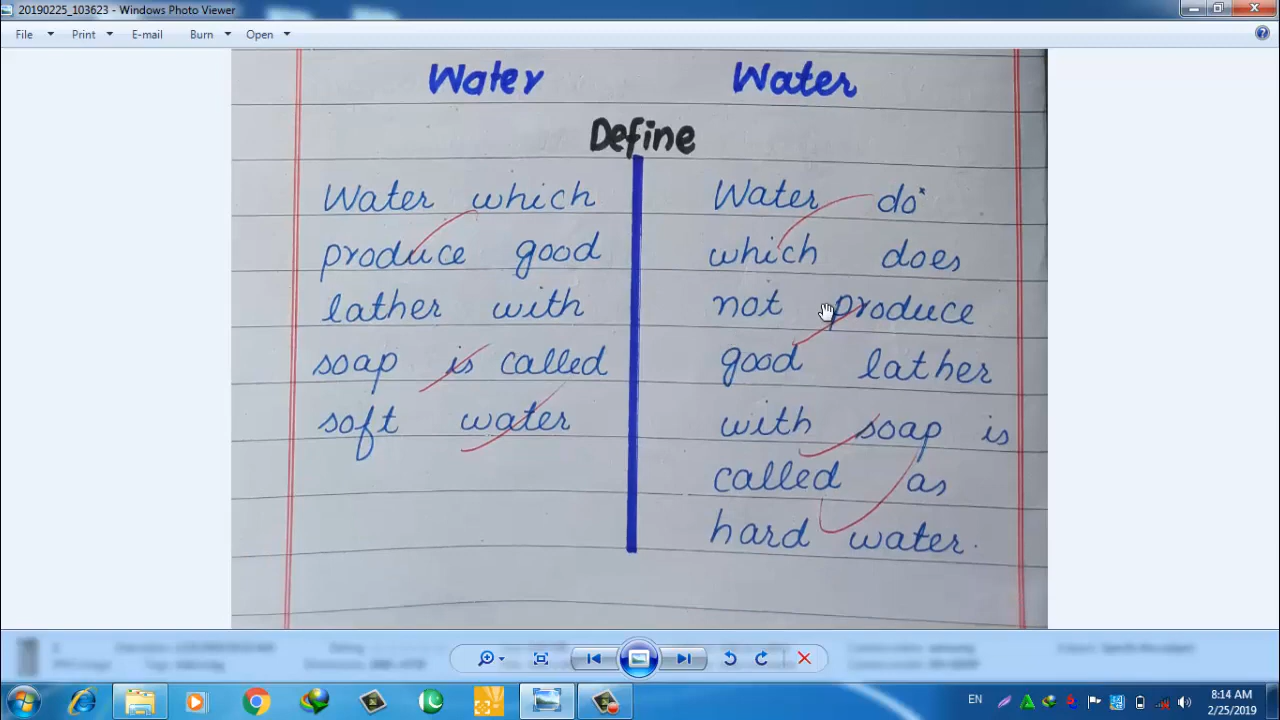 20190225_103623 - Windows Photo Viewer
File Print E-mail Burn Open
Water Water
Define
Water which
produce good
lather with
soap is called
soft water
Water do
which does
not produce
good lather
with soap is
called as
hard water.
EN
8:14 AM
2/25/2019